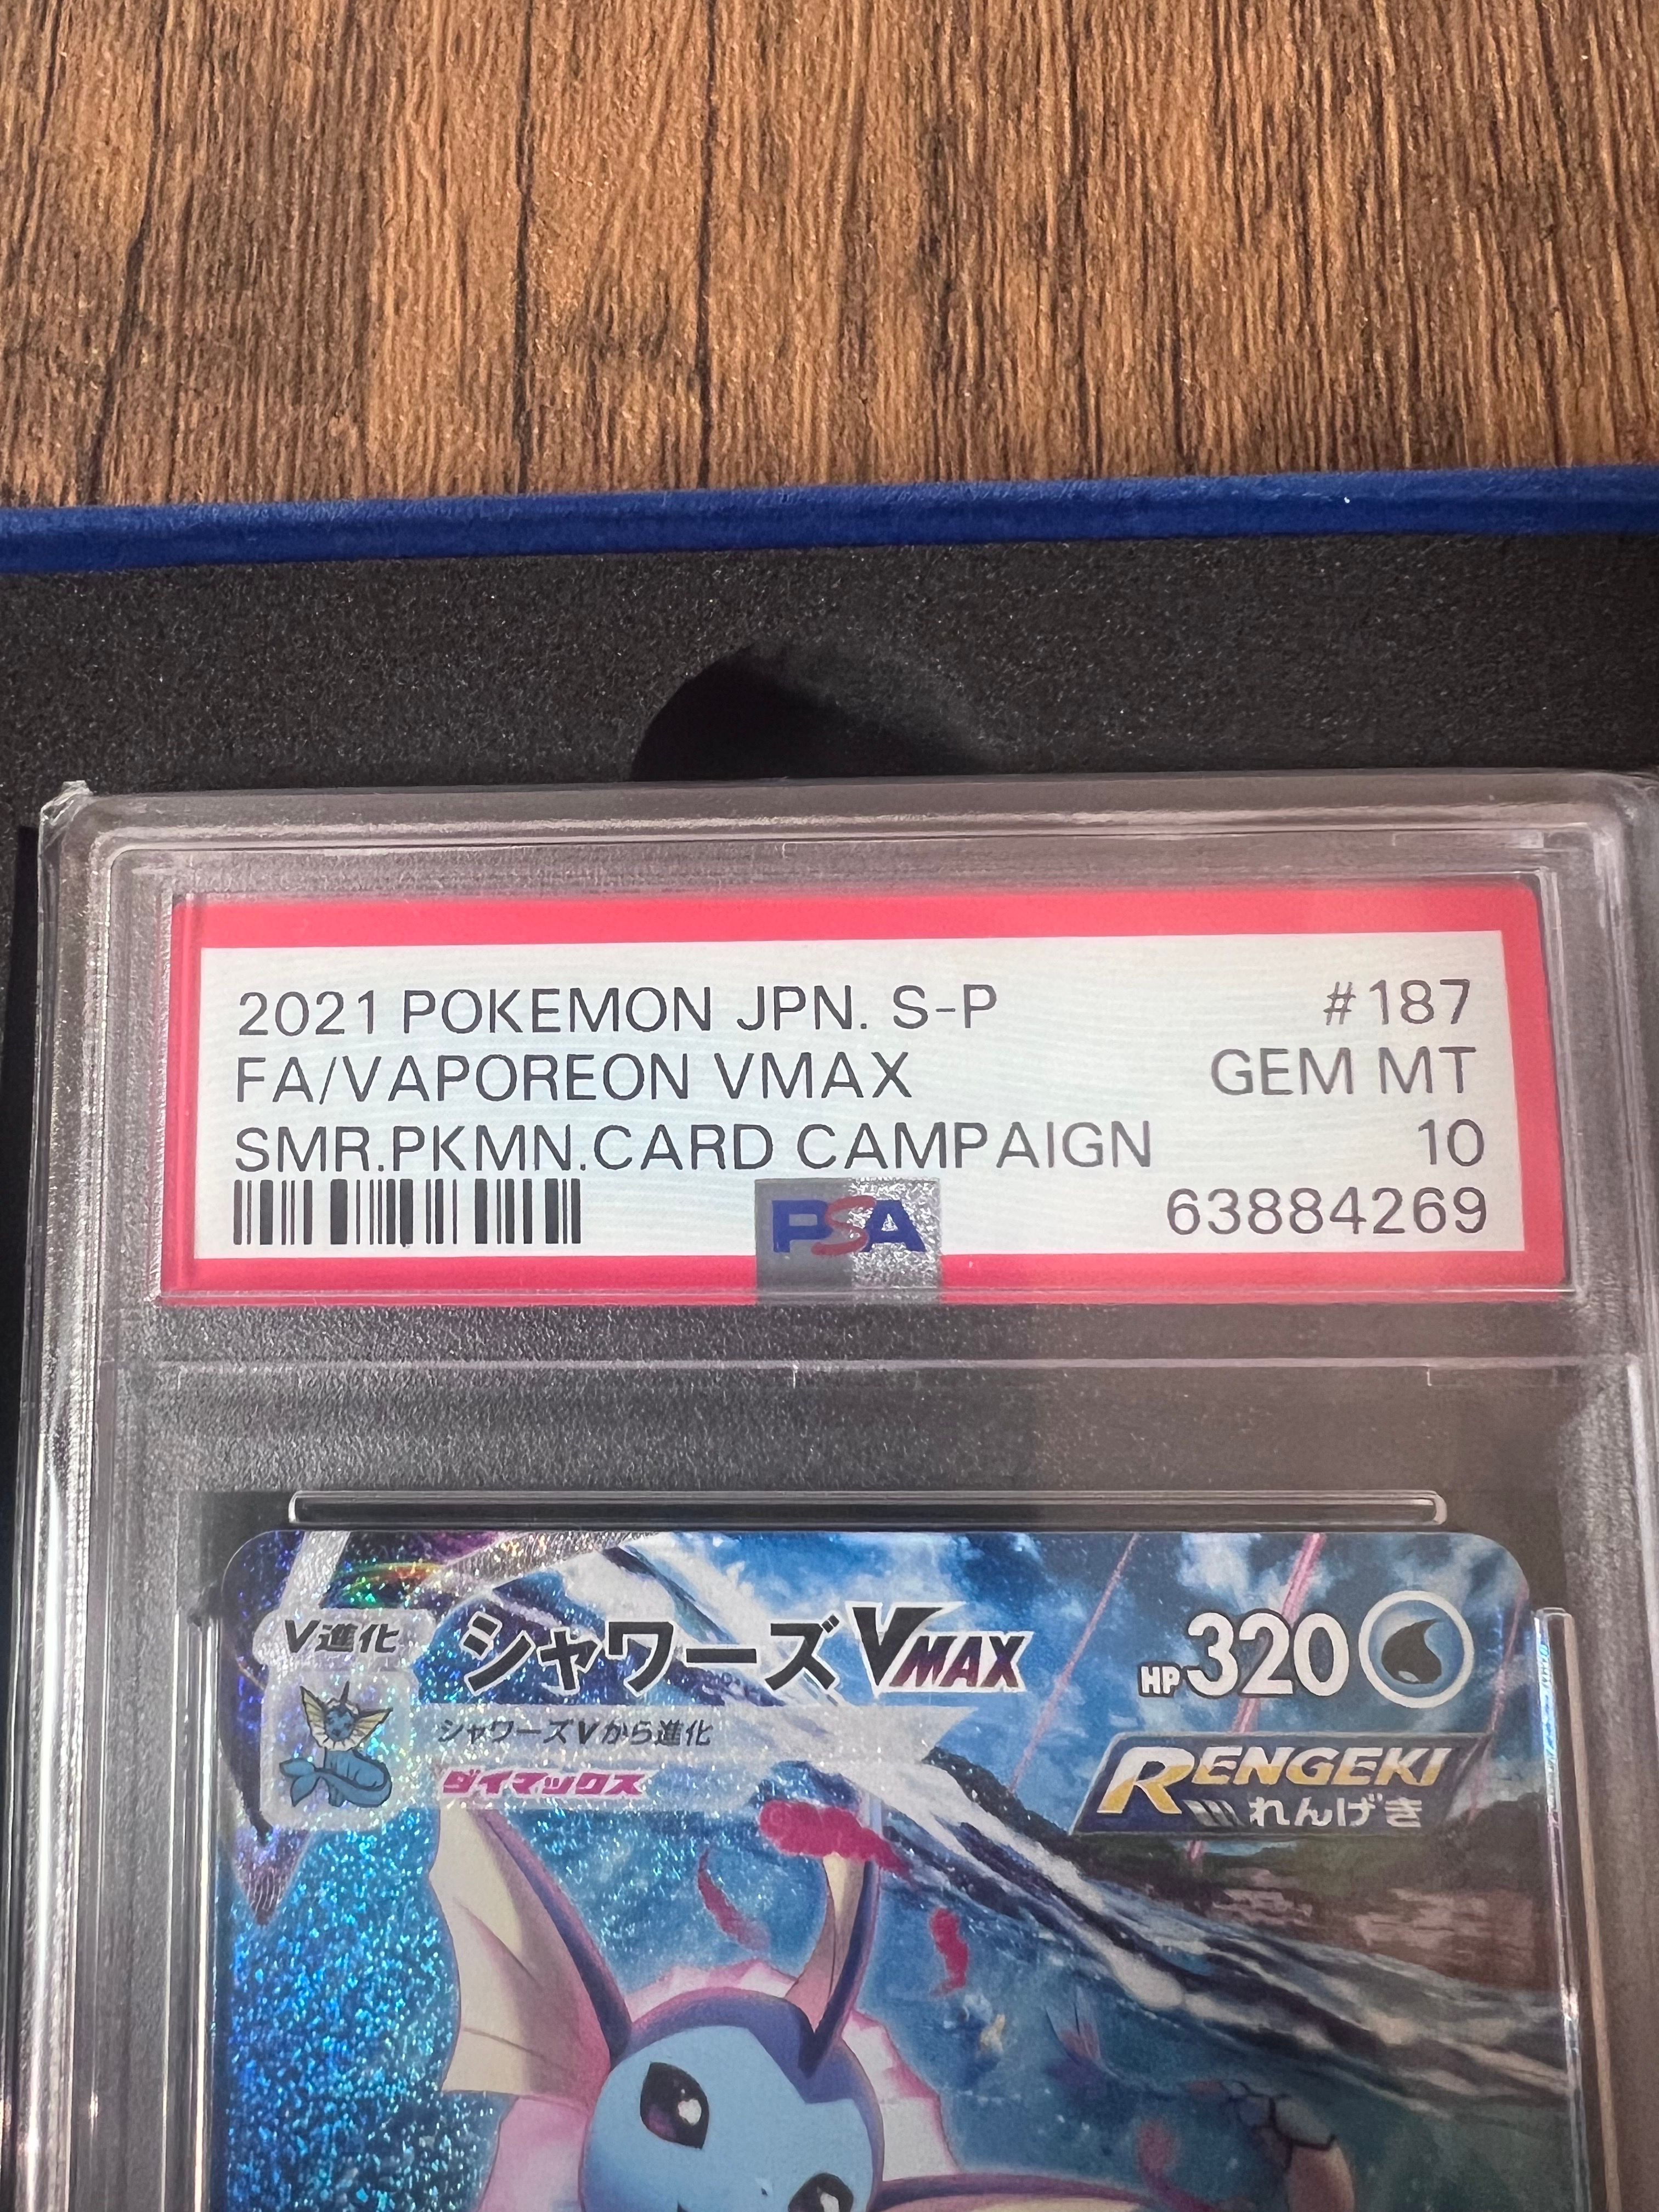 2021 POKEMON JPN. S-P #187
FA/VAPOREON VMAX GEM MT
SMR.PKMN.CARD CAMPAIGN 10
PSA 63884269
V進化 シャワーズVMAX HP320
シャワーズVから進化
ダイマックス
RENGEKI
れんげき